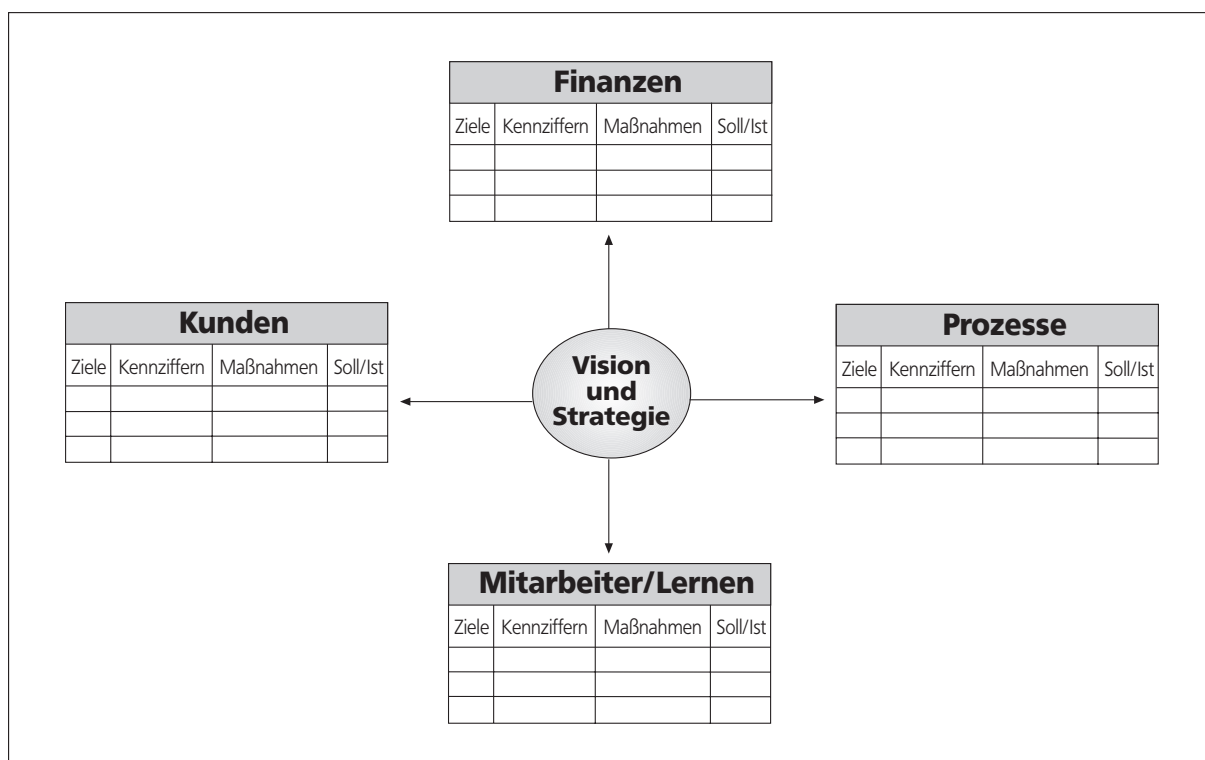 Finanzen
Ziele Kennziffern Maßnahmen Soll/Ist
Kunden
Ziele Kennziffern Maßnahmen Soll/Ist
Vision
und
Strategie
Prozesse
Ziele Kennziffern Maßnahmen Soll/Ist
Mitarbeiter/Lernen
Ziele Kennziffern Maßnahmen Soll/Ist